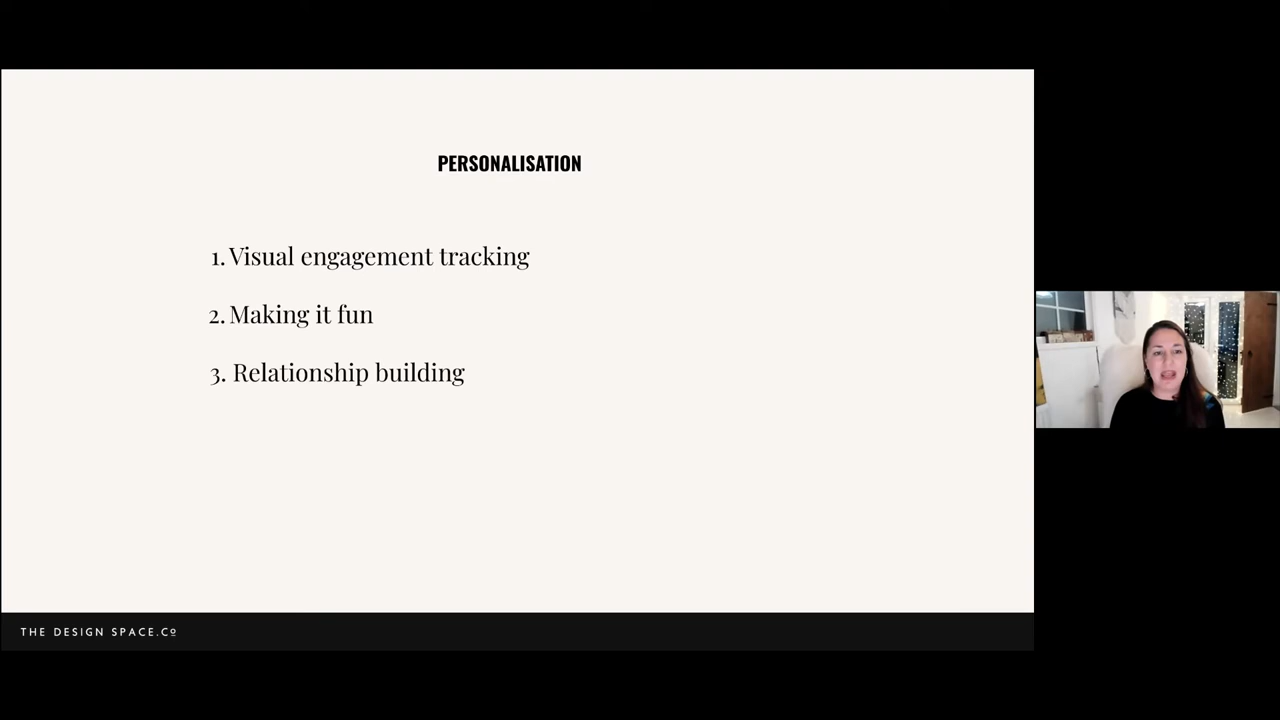 PERSONALISATION
1. Visual engagement tracking
2. Making it fun
3. Relationship building
THE DESIGN SPACE.Cº